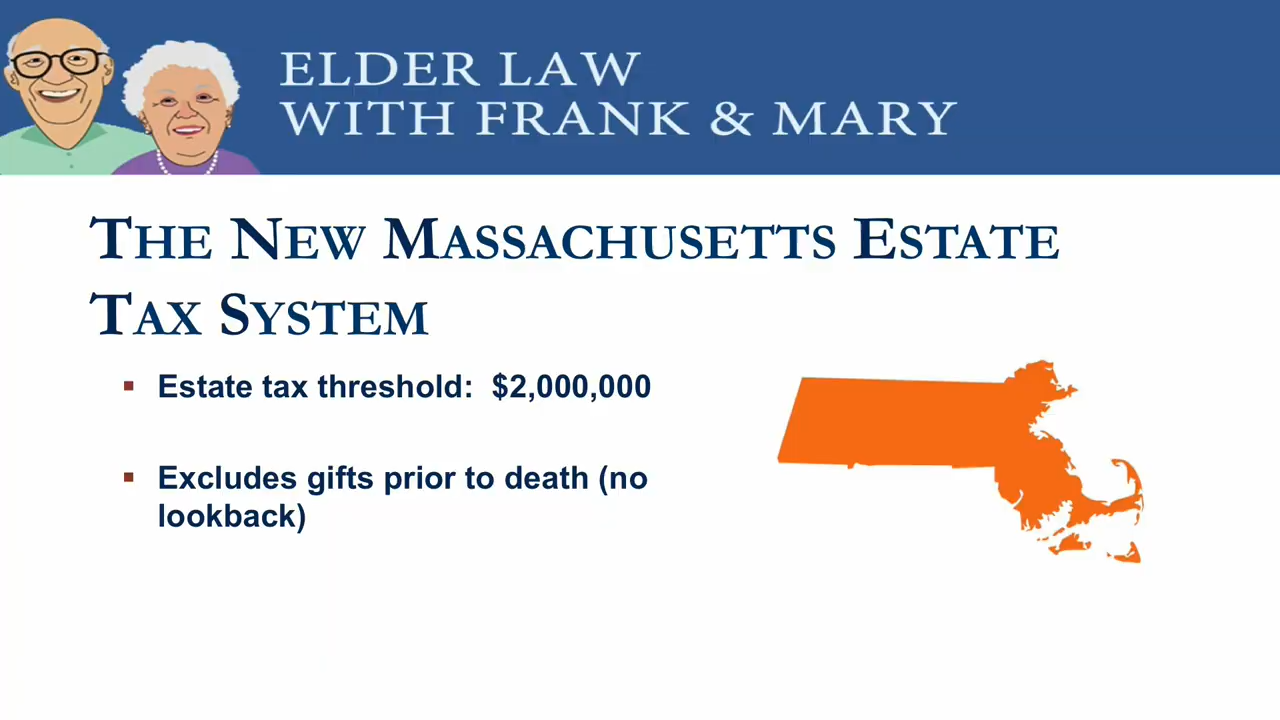 ELDER LAW
WITH FRANK & MARY
THE NEW MASSACHUSETTS ESTATE
TAX SYSTEM
▪ Estate tax threshold:  $2,000,000
▪ Excludes gifts prior to death (no
lookback)